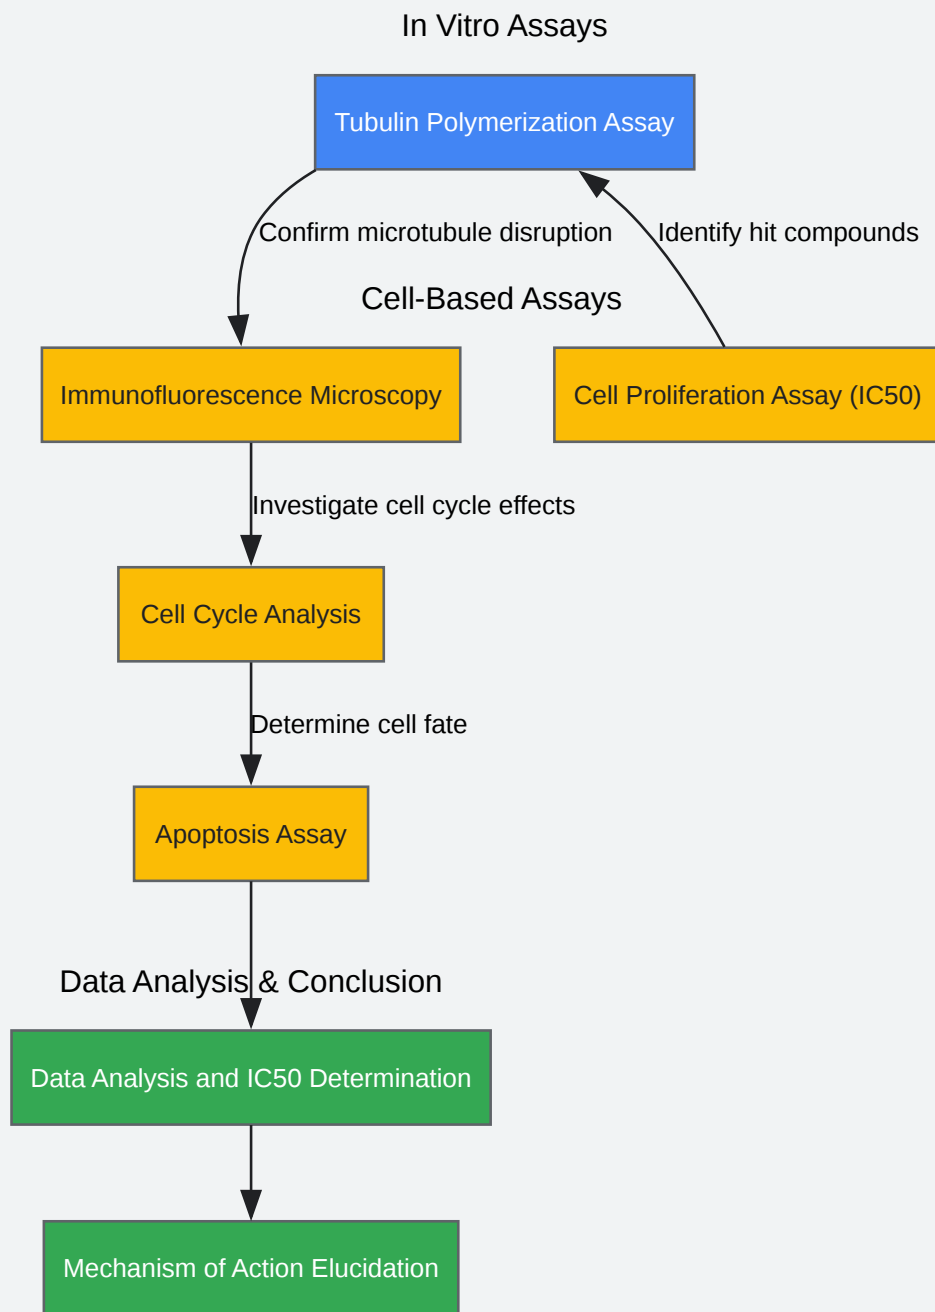 In Vitro Assays
Tubulin Polymerization Assay
Confirm microtubule disruption
Identify hit compounds
Cell-Based Assays
Immunofluorescence Microscopy
Cell Proliferation Assay (IC50)
Investigate cell cycle effects
Cell Cycle Analysis
Determine cell fate
Apoptosis Assay
Data Analysis & Conclusion
Data Analysis and IC50 Determination
Mechanism of Action Elucidation